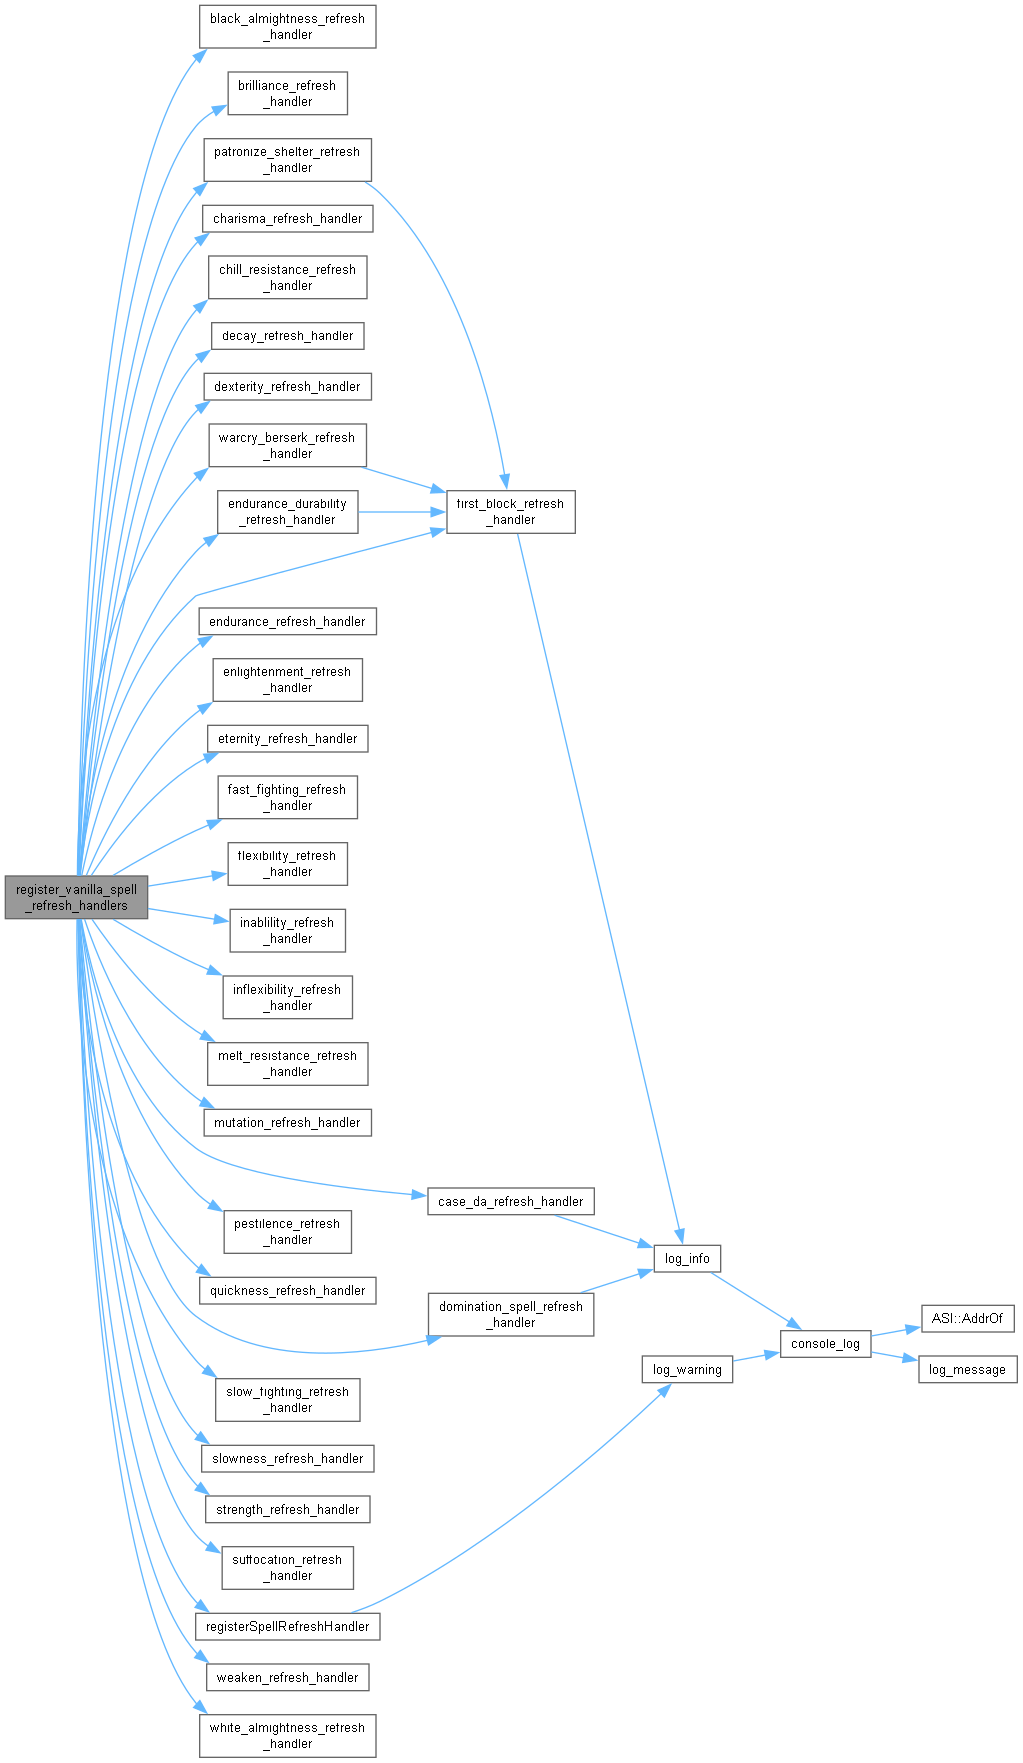 black_almightness_refresh
_handler
brilliance_refresh
_handler
patronize_shelter_refresh
_handler
charisma_refresh_handler
chill_resistance_refresh
_handler
decay_refresh_handler
dexterity_refresh_handler
warcry_berserk_refresh
_handler
endurance_durability
_refresh_handler
first_block_refresh
_handler
endurance_refresh_handler
enlightenment_refresh
_handler
eternity_refresh_handler
fast_fighting_refresh
_handler
flexibility_refresh
_handler
register_vanilla_spell
_refresh_handlers
inablility_refresh
_handler
inflexibility_refresh
_handler
melt_resistance_refresh
_handler
mutation_refresh_handler
case_da_refresh_handler
pestilence_refresh
_handler
log_info
quickness_refresh_handler
domination_spell_refresh
_handler
ASI::AddrOf
console_log
log_warning
log_message
slow_fighting_refresh
_handler
slowness_refresh_handler
strength_refresh_handler
suffocation_refresh
_handler
registerSpellRefreshHandler
weaken_refresh_handler
white_almightness_refresh
_handler